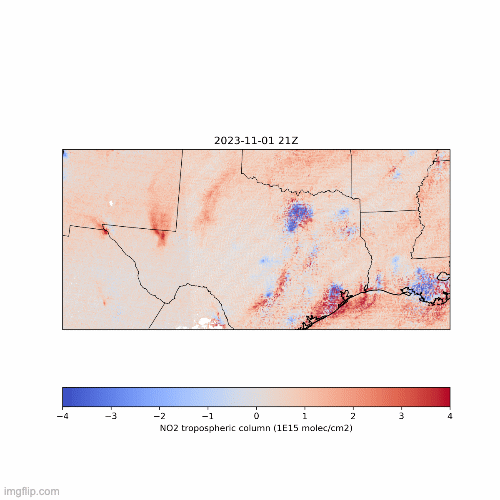 2023-11-01 21Z
−4 −3 −2 −1 0 1 2 3 4
NO2 tropospheric column (1E15 molec/cm2)
imgflip.com